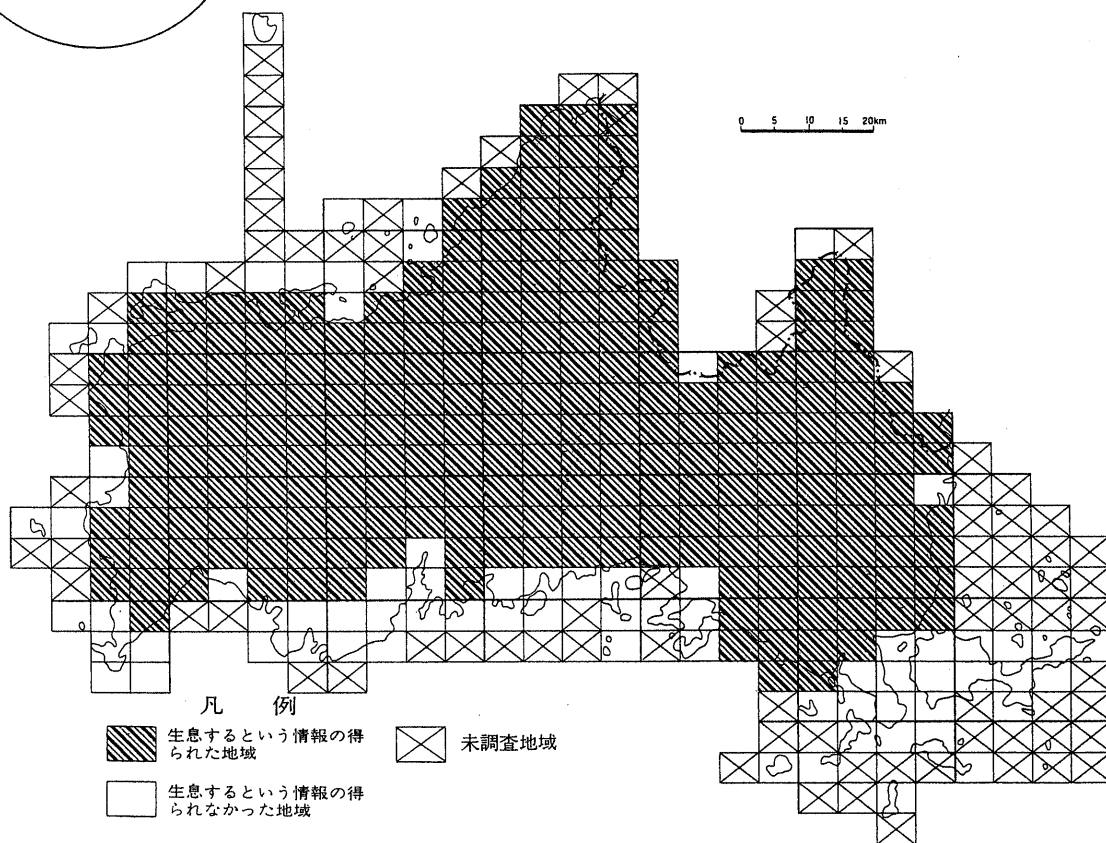 0 5 10 15 20km
凡 例
生息するという情報の得
られた地域
未調査地域
生息するという情報の得
られなかった地域